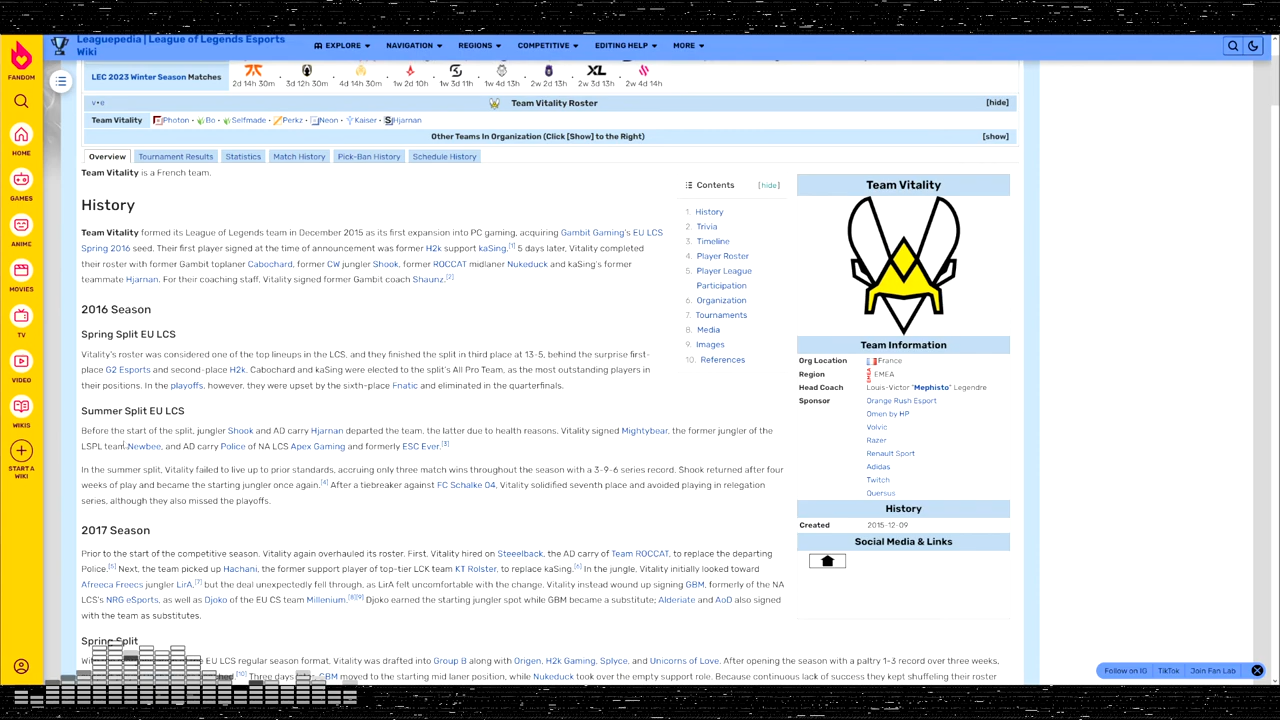 Leaguepedia | League of Legends Esports
Wiki
EXPLORE NAVIGATION REGIONS COMPETITIVE EDITING HELP MORE
FANDOM
HOME
GAMES
ANIME
MOVIES
TV
VIDEO
WIKIS
START A
WIKI
LEC 2023 Winter Season Matches
XL
2d 14h 30m 3d 12h 30m 4d 14h 30m 1w 2d 10h 1w 3d 11h 1w 4d 13h 2w 2d 13h 2w 3d 13h 2w 4d 14h
v•e Team Vitality Roster [hide]
Team Vitality Photon Bo Selfmade Perkz Neon Kaiser Hjarnan
Other Teams In Organization (Click [Show] to the Right) [show]
Overview Tournament Results Statistics Match History Pick-Ban History Schedule History
Team Vitality is a French team.
History
Team Vitality formed its League of Legends team in December 2015 as its first expansion into PC gaming, acquiring Gambit Gaming's EU LCS
Spring 2016 seed. Their first player signed at the time of announcement was former H2k support kaSing.[1] 5 days later, Vitality completed
their roster with former Gambit toplaner Cabochard, former CW jungler Shook, former ROCCAT midlaner Nukeduck and kaSing's former
teammate Hjarnan. For their coaching staff, Vitality signed former Gambit coach Shaunz.[2]
2016 Season
Spring Split EU LCS
Vitality's roster was considered one of the top lineups in the LCS, and they finished the split in third place at 13-5, behind the surprise first-
place G2 Esports and second-place H2k. Cabochard and kaSing were elected to the split's All Pro Team, as the most outstanding players in
their positions. In the playoffs, however, they were upset by the sixth-place Fnatic and eliminated in the quarterfinals.
Summer Split EU LCS
Before the start of the split, jungler Shook and AD carry Hjarnan departed the team, the latter due to health reasons. Vitality signed Mightybear, the former jungler of the
LSPL team Newbee, and AD carry Police of NA LCS Apex Gaming and formerly ESC Ever.[3]
In the summer split, Vitality failed to live up to prior standards, accruing only three match wins throughout the season with a 3-9-6 series record. Shook returned after four
weeks of play and became the starting jungler once again.[4] After a tiebreaker against FC Schalke 04, Vitality solidified seventh place and avoided playing in relegation
series, although they also missed the playoffs.
2017 Season
Prior to the start of the competitive season, Vitality again overhauled its roster. First, Vitality hired on Steeelback, the AD carry of Team ROCCAT, to replace the departing
Police.[5] Next, the team picked up Hachani, the former support player of top-tier LCK team KT Rolster, to replace kaSing.[6] In the jungle, Vitality initially looked toward
Afreeca Freecs jungler LirA,[7] but the deal unexpectedly fell through, as LirA felt uncomfortable with the change. Vitality instead wound up signing GBM, formerly of the NA
LCS's NRG eSports, as well as Djoko of the EU CS team Millenium.[8][9] Djoko earned the starting jungler spot while GBM became a substitute; Alderiate and AoD also signed
with the team as substitutes.
Spring Split
EU LCS regular season format, Vitality was drafted into Group B along with Origen, H2k Gaming, Splyce, and Unicorns of Love. After opening the season with a paltry 1-3 record over three weeks,
[10] Three days GBM moved to the starting mid lane position, while Nukeduck took over the empty support role. Because continuous lack of success they kept shuffeling their roster
Contents [hide]
1. History
2. Trivia
3. Timeline
4. Player Roster
5. Player League
Participation
6. Organization
7. Tournaments
8. Media
9. Images
10. References
Team Vitality
Team Information
Org Location France
Region EMEA
Head Coach Louis-Victor "Mephisto" Legendre
Sponsor Orange Rush Esport
Omen by HP
Volvic
Razer
Renault Sport
Adidas
Twitch
Quersus
History
Created 2015-12-09
Social Media & Links
Follow on IG TikTok Join Fan Lab